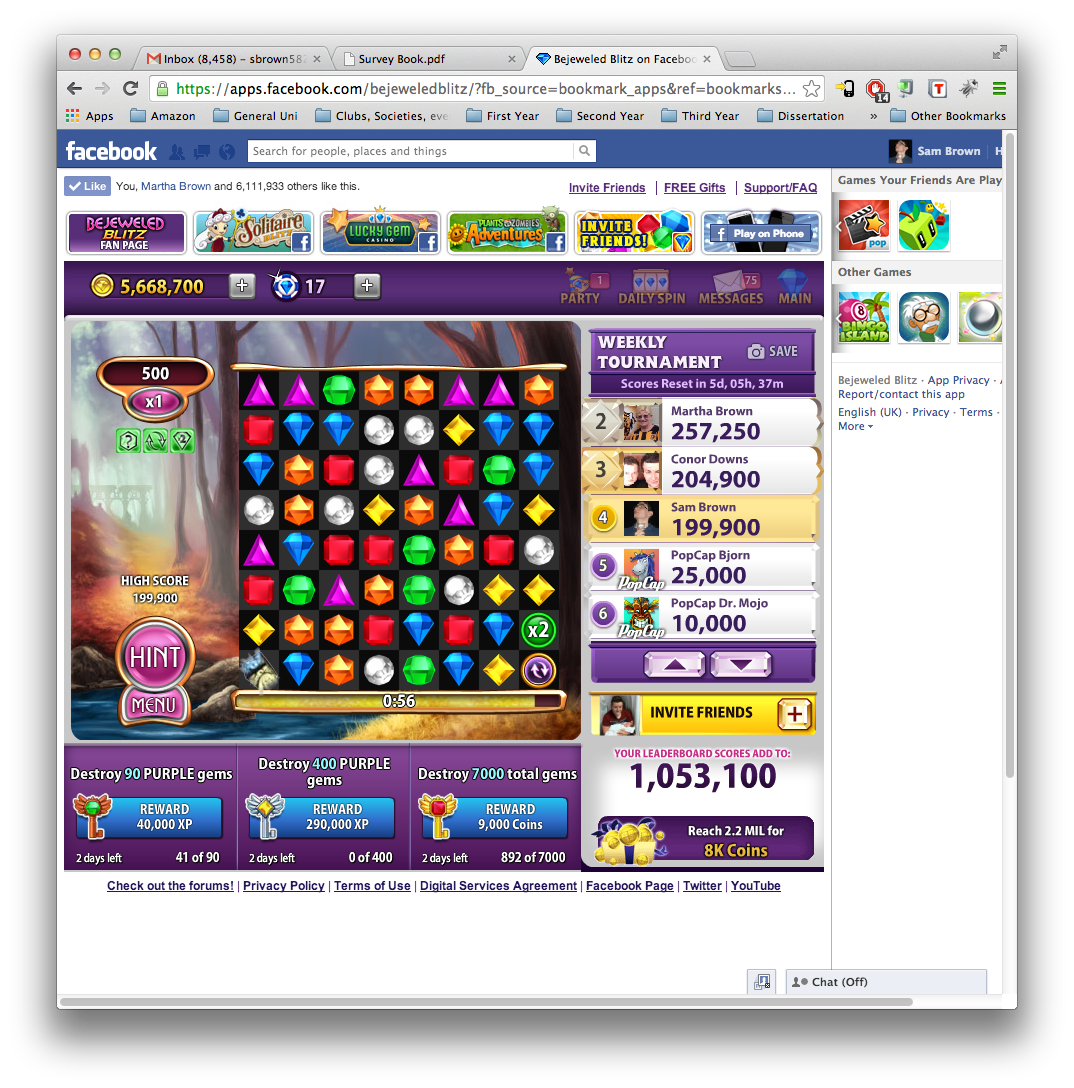 Inbox (8,458) – sbrown582
Survey Book.pdf
Bejeweled Blitz on Facebook
https://apps.facebook.com/bejeweledblitz/?fb_source=bookmark_apps&ref=bookmarks...
14
T
Apps
Amazon
General Uni
Clubs, Societies, eve
First Year
Second Year
Third Year
Dissertation
»
Other Bookmarks
facebook
Search for people, places and things
Sam Brown
H
Like
You, Martha Brown and 6,111,933 others like this.
Invite Friends | FREE Gifts | Support/FAQ
Games Your Friends Are Play
BEJEWELED BLITZ FAN PAGE
Solitaire BLITZ
LUCKY GEM CASINO
PLANTS ZOMBIES Adventures
INVITE FRIENDS!
Play on Phone
pop
Other Games
8
BINGO ISLAND
Bejeweled Blitz · App Privacy ·
Report/contact this app
English (UK) · Privacy · Terms ·
More
5,668,700
17
1
PARTY
DAILY SPIN
75
MESSAGES
MAIN
500
x1
2
HIGH SCORE
199,900
HINT
MENU
x2
0:56
WEEKLY
TOURNAMENT
SAVE
Scores Reset in 5d, 05h, 37m
2
Martha Brown
257,250
3
Conor Downs
204,900
4
Sam Brown
199,900
5
PopCap
PopCap Bjorn
25,000
6
PopCap
PopCap Dr. Mojo
10,000
INVITE FRIENDS
YOUR LEADERBOARD SCORES ADD TO:
1,053,100
Reach 2.2 MIL for
8K Coins
Destroy 90 PURPLE gems
REWARD
40,000 XP
2 days left
41 of 90
Destroy 400 PURPLE
gems
REWARD
290,000 XP
2 days left
0 of 400
Destroy 7000 total gems
REWARD
9,000 Coins
2 days left
892 of 7000
Check out the forums! | Privacy Policy | Terms of Use | Digital Services Agreement | Facebook Page | Twitter | YouTube
Chat (Off)